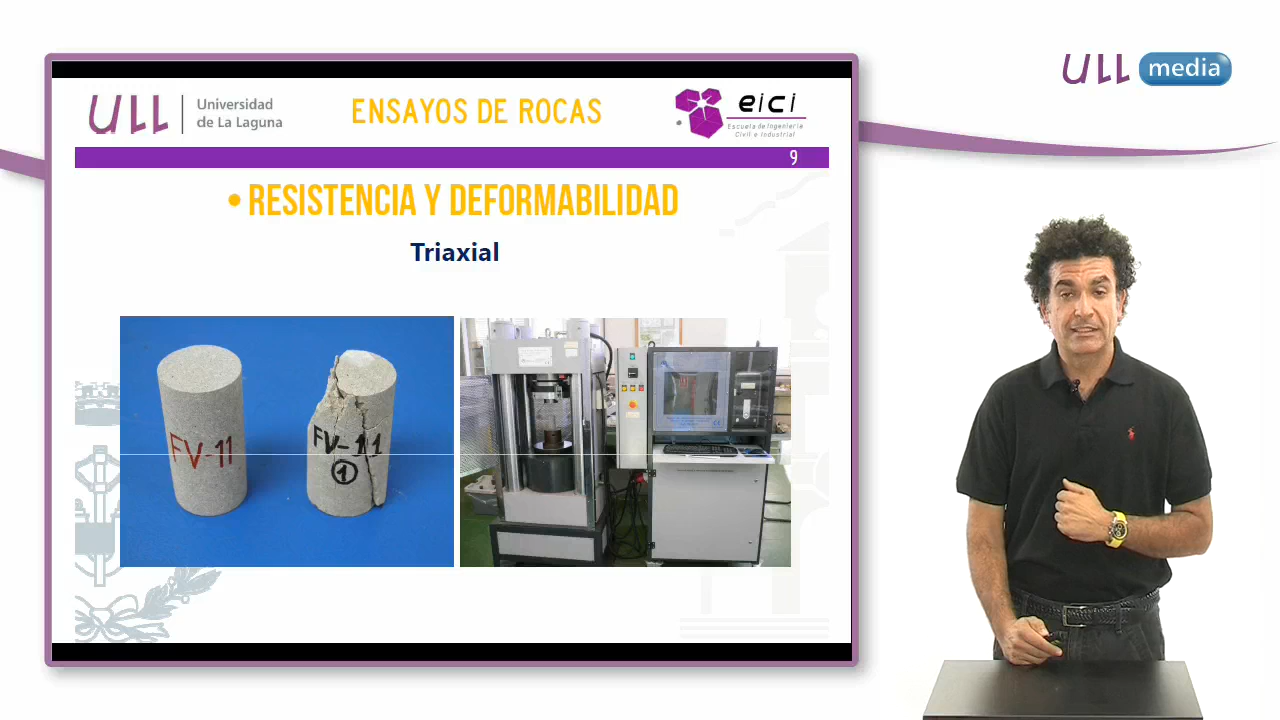 ULL media
ULL
Universidad
de La Laguna
ENSAYOS DE ROCAS
eici
Escuela de Ingeniería
Civil e Industrial
9
• RESISTENCIA Y DEFORMABILIDAD
Triaxial
FV-11
FV-11
1